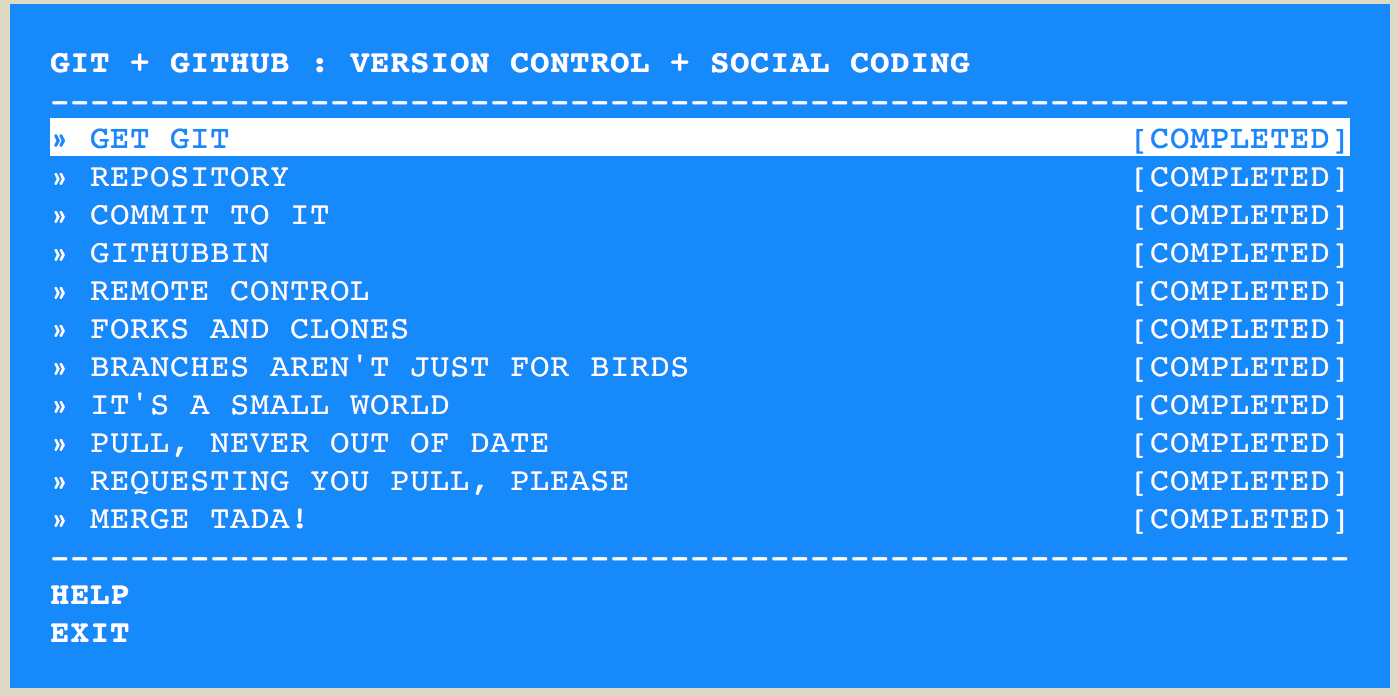 GIT + GITHUB : VERSION CONTROL + SOCIAL CODING
-----------------------------------------------------------------
» GET GIT [COMPLETED]
» REPOSITORY [COMPLETED]
» COMMIT TO IT [COMPLETED]
» GITHUBBIN [COMPLETED]
» REMOTE CONTROL [COMPLETED]
» FORKS AND CLONES [COMPLETED]
» BRANCHES AREN'T JUST FOR BIRDS [COMPLETED]
» IT'S A SMALL WORLD [COMPLETED]
» PULL, NEVER OUT OF DATE [COMPLETED]
» REQUESTING YOU PULL, PLEASE [COMPLETED]
» MERGE TADA! [COMPLETED]
-----------------------------------------------------------------
HELP
EXIT